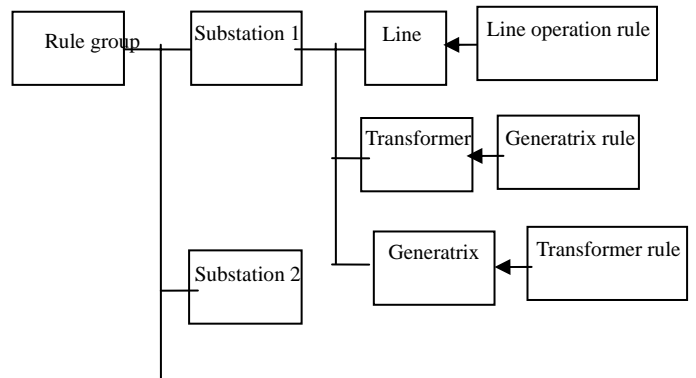 Rule group
Substation 1
Line
Line operation rule
Transformer
Generatrix rule
Generatrix
Transformer rule
Substation 2